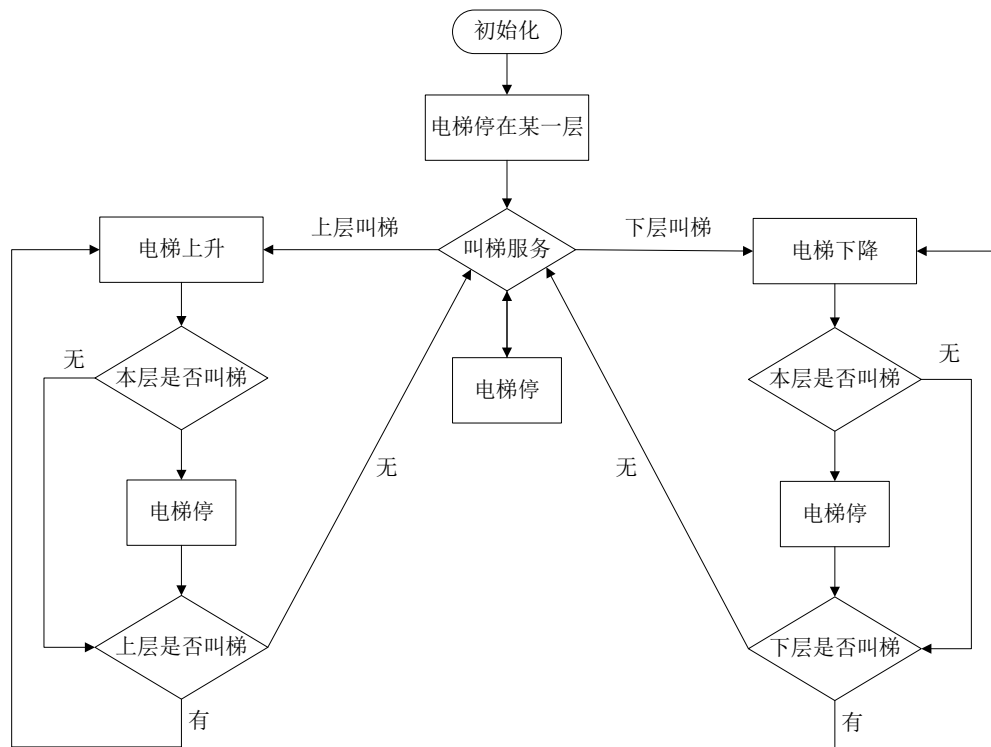 初始化
电梯停在某一层
上层叫梯
叫梯服务
下层叫梯
电梯上升
电梯下降
无
本层是否叫梯
电梯停
本层是否叫梯
无
无
无
电梯停
电梯停
上层是否叫梯
下层是否叫梯
有
有